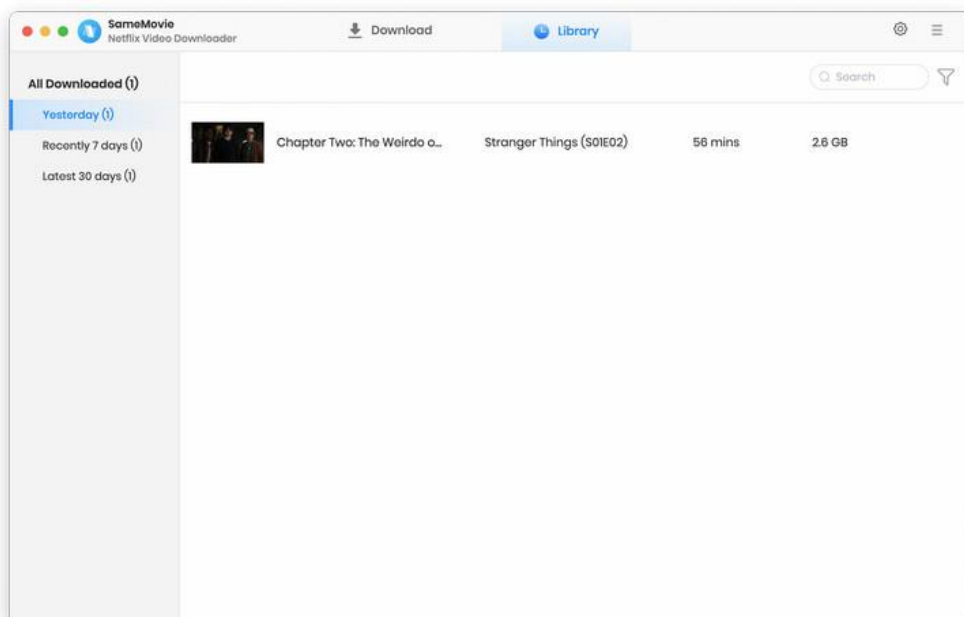 SameMovie
Netflix Video Downloader
Download
Library
All Downloaded (1)
Search
Yesterday (1)
Recently 7 days (1)
Latest 30 days (1)
Chapter Two: The Weirdo o... Stranger Things (S01E02) 56 mins 2.6 GB